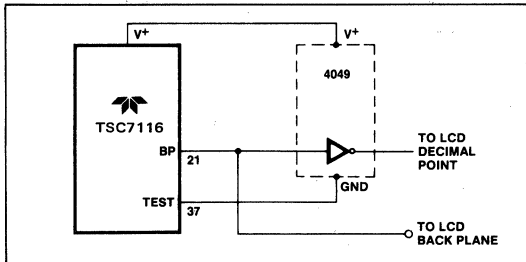 V+
V+
4049
TSC7116
BP
21
TO LCD
DECIMAL
POINT
GND
TEST
37
TO LCD
BACK PLANE